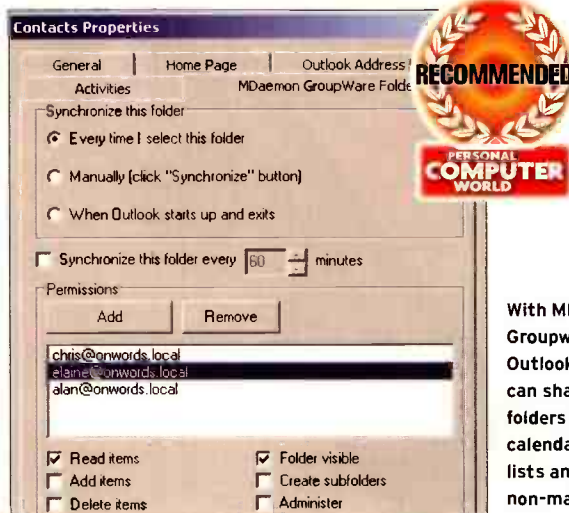 Contacts Properties
General
Home Page
Outlook Address
Activities
MDaemon GroupWare Folde
RECOMMENDED
PERSONAL
COMPUTER
WORLD
Synchronize this folder
Every time I select this folder
Manually (click "Synchronize" button)
When Outlook starts up and exits
Synchronize this folder every 60 minutes
Permissions
Add
Remove
chris@onwords.local
elaine@onwords.local
alan@onwords.local
Read items
Folder visible
Add items
Create subfolders
Delete items
Administer
With
Groupw
Outlook
can sha
folders
calenda
lists an
non-ma